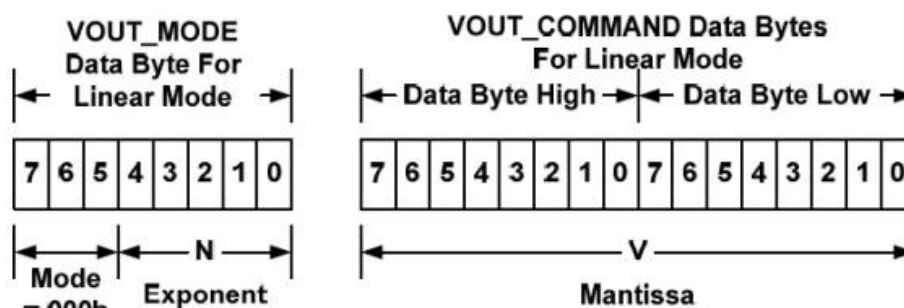 VOUT_MODE
Data Byte For
Linear Mode
VOUT_COMMAND Data Bytes
For Linear Mode
Data Byte High
Data Byte Low
7 6 5 4 3 2 1 0
7 6 5 4 3 2 1 0 7 6 5 4 3 2 1 0
N
V
Mode
= 000b
Exponent
Mantissa